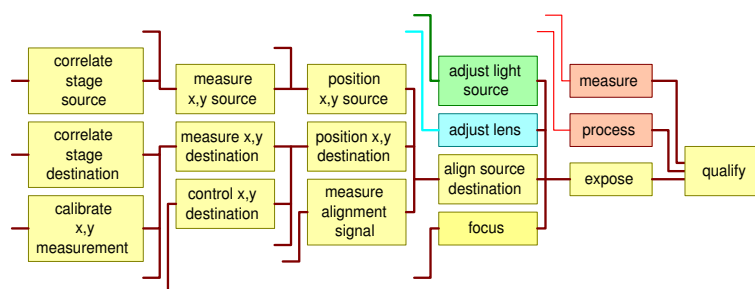 correlate
stage
source
correlate
stage
destination
calibrate
x,y
measurement
measure
x,y source
measure x,y
destination
control x,y
destination
position
x,y source
position x,y
destination
measure
alignment
signal
adjust light
source
adjust lens
align source
destination
focus
measure
process
expose
qualify